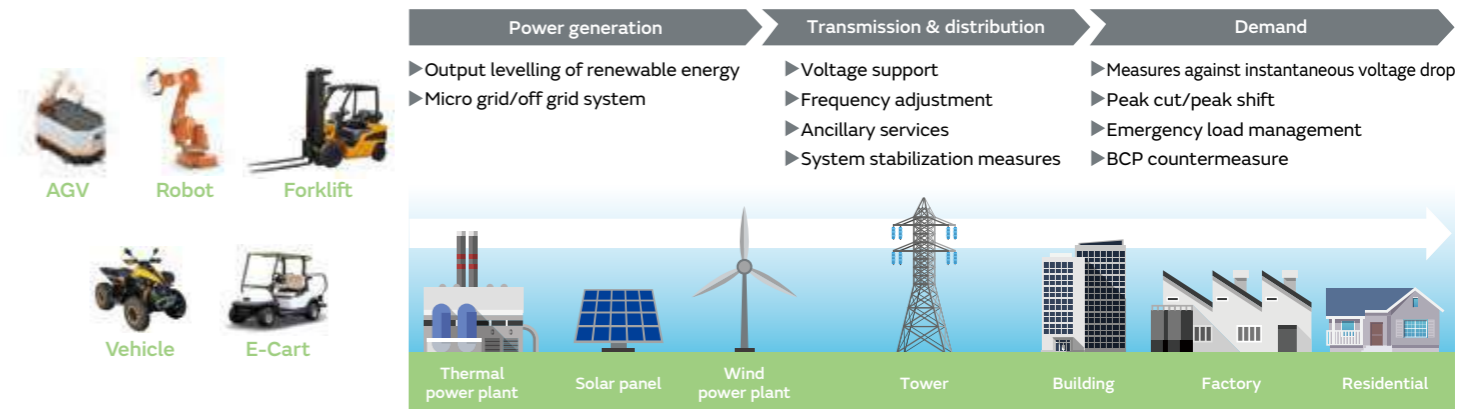 AGV
Robot
Forklift
Vehicle
E-Cart
Power generation
▶Output levelling of renewable energy
▶Micro grid/off grid system
Transmission & distribution
▶Voltage support
▶Frequency adjustment
▶Ancillary services
▶System stabilization measures
Demand
▶Measures against instantaneous voltage drop
▶Peak cut/peak shift
▶Emergency load management
▶BCP countermeasure
Thermal
power plant
Solar panel
Wind
power plant
Tower
Building
Factory
Residential